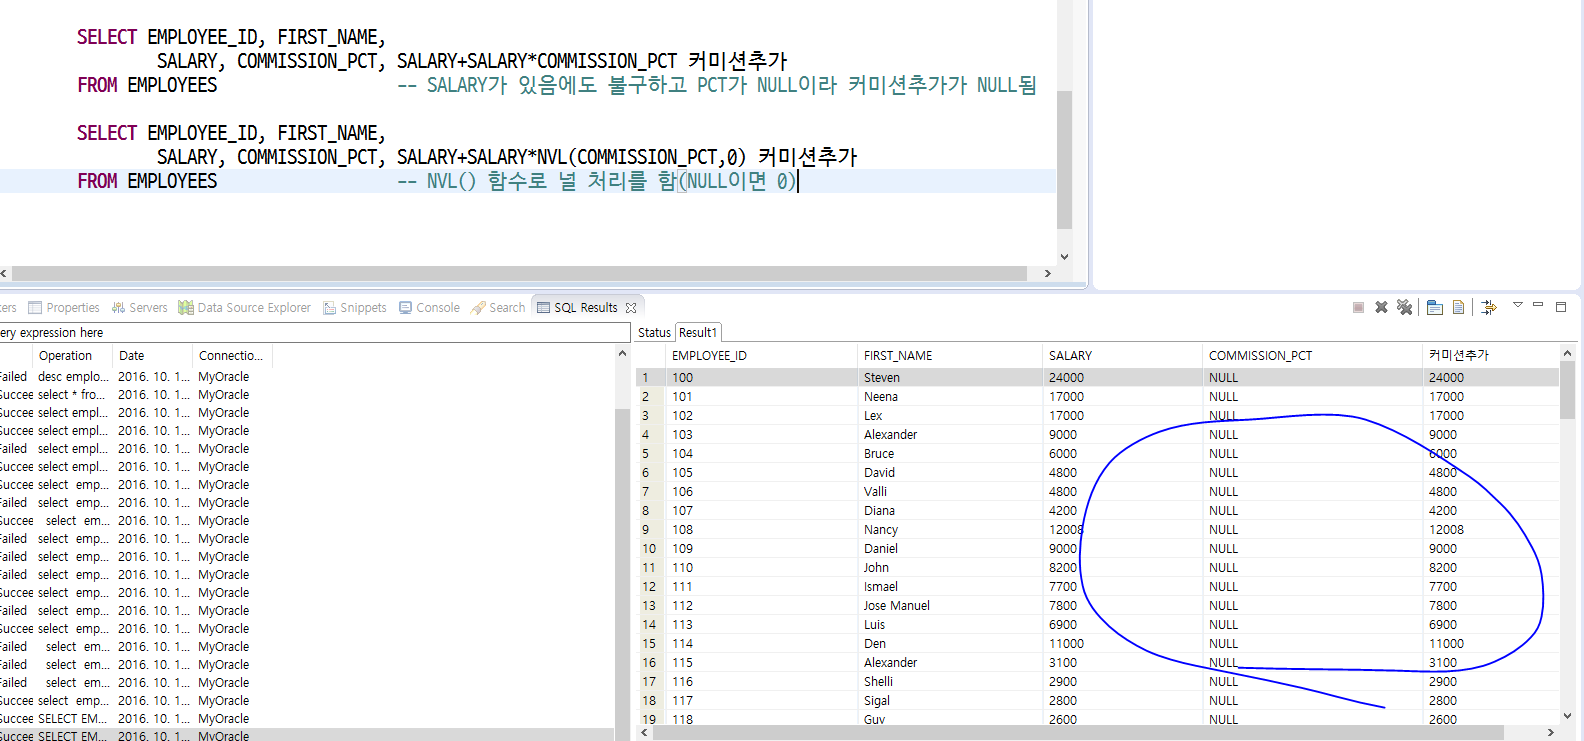 SELECT EMPLOYEE_ID, FIRST_NAME,
SALARY, COMMISSION_PCT, SALARY+SALARY*COMMISSION_PCT 커미션추가
FROM EMPLOYEES -- SALARY가 있음에도 불구하고 PCT가 NULL이라 커미션추가가 NULL됨
SELECT EMPLOYEE_ID, FIRST_NAME,
SALARY, COMMISSION_PCT, SALARY+SALARY*NVL(COMMISSION_PCT,0) 커미션추가
FROM EMPLOYEES -- NVL() 함수로 널 처리를 함(NULL이면 0)
ers Properties Servers Data Source Explorer Snippets Console Search SQL Results
ery expression here
Operation Date Connectio...
Failed desc emplo... 2016. 10. 1... MyOracle
Succee select * fro... 2016. 10. 1... MyOracle
Succee select empl... 2016. 10. 1... MyOracle
Succee select empl... 2016. 10. 1... MyOracle
Failed select empl... 2016. 10. 1... MyOracle
Succee select empl... 2016. 10. 1... MyOracle
Succee select emp... 2016. 10. 1... MyOracle
Failed select emp... 2016. 10. 1... MyOracle
Succee select em... 2016. 10. 1... MyOracle
Failed select emp... 2016. 10. 1... MyOracle
Failed select emp... 2016. 10. 1... MyOracle
Failed select emp... 2016. 10. 1... MyOracle
Succee select emp... 2016. 10. 1... MyOracle
Failed select emp... 2016. 10. 1... MyOracle
Succee select emp... 2016. 10. 1... MyOracle
Failed select em... 2016. 10. 1... MyOracle
Failed select em... 2016. 10. 1... MyOracle
Failed select em... 2016. 10. 1... MyOracle
Succee select emp... 2016. 10. 1... MyOracle
Succee SELECT EM... 2016. 10. 1... MyOracle
Succee SELECT EM... 2016. 10. 1... MyOracle
Status Result1
EMPLOYEE_ID FIRST_NAME SALARY COMMISSION_PCT 커미션추가
1 100 Steven 24000 NULL 24000
2 101 Neena 17000 NULL 17000
3 102 Lex 17000 NULL 17000
4 103 Alexander 9000 NULL 9000
5 104 Bruce 6000 NULL 6000
6 105 David 4800 NULL 4800
7 106 Valli 4800 NULL 4800
8 107 Diana 4200 NULL 4200
9 108 Nancy 12008 NULL 12008
10 109 Daniel 9000 NULL 9000
11 110 John 8200 NULL 8200
12 111 Ismael 7700 NULL 7700
13 112 Jose Manuel 7800 NULL 7800
14 113 Luis 6900 NULL 6900
15 114 Den 11000 NULL 11000
16 115 Alexander 3100 NULL 3100
17 116 Shelli 2900 NULL 2900
18 117 Sigal 2800 NULL 2800
19 118 Guy 2600 NULL 2600